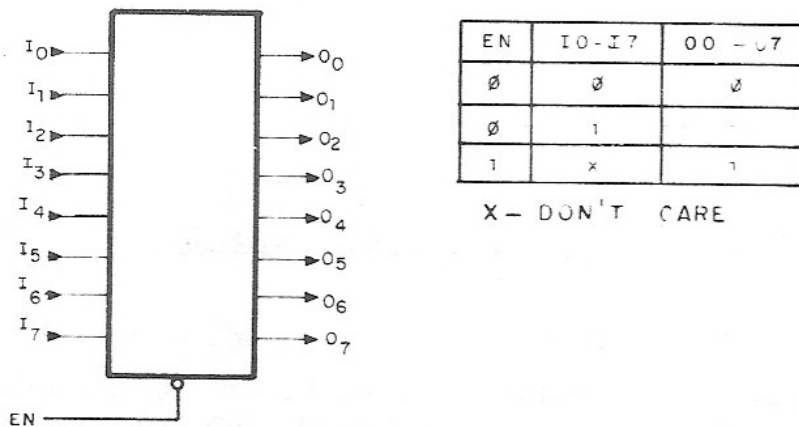 I0 O0
I1 O1
I2 O2
I3 O3
I4 O4
I5 O5
I6 O6
I7 O7
EN
EN I0-I7 O0 - O7
Ø Ø Ø
Ø 1
1 X 1
X — DON'T CARE